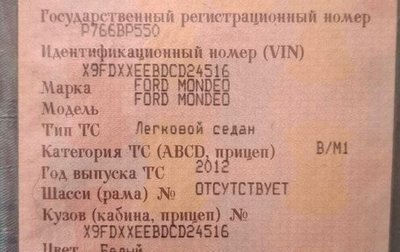 Государственный регистрационный номер
Р766ВР550
Идентификационный номер (VIN)
X9FDXXEEBDCD24516
Марка FORD MONDEO
Модель FORD MONDEO
Тип ТС Легковой седан
Категория ТС (ABCD, прицеп) В/М1
Год выпуска ТС 2012
Шасси (рама) № ОТСУТСТВУЕТ
Кузов (кабина, прицеп) №
X9FDXXEEBDCD24516
Цвет Белый